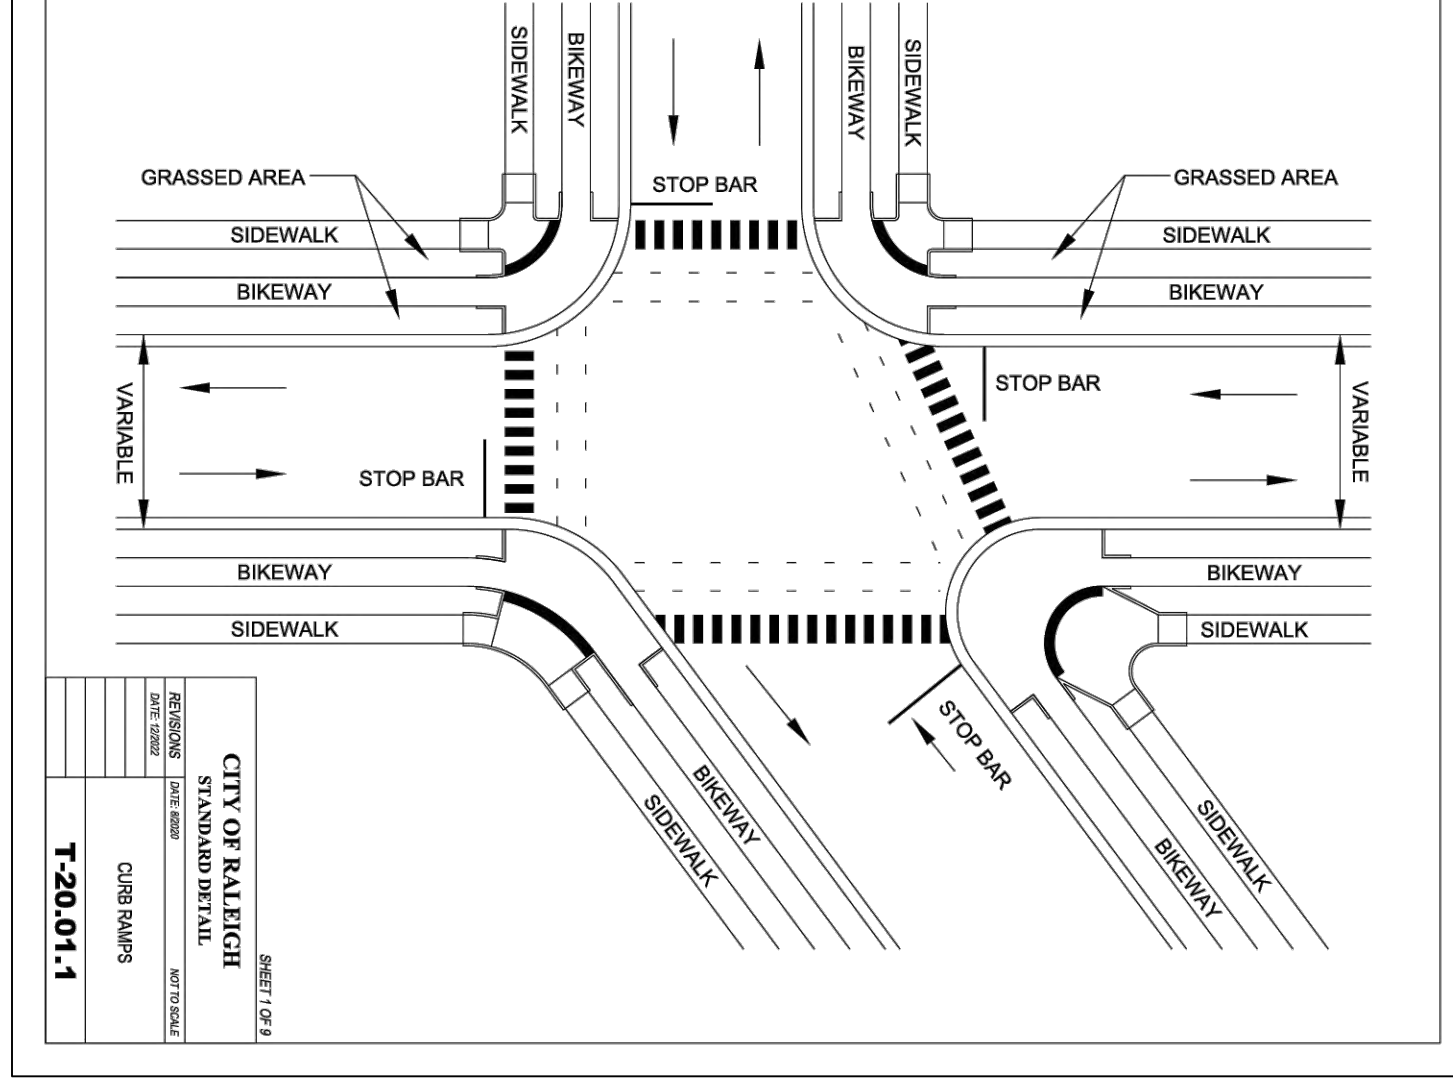 SIDEWALK
BIKEWAY
BIKEWAY
SIDEWALK
GRASSED AREA
STOP BAR
GRASSED AREA
SIDEWALK
SIDEWALK
BIKEWAY
BIKEWAY
VARIABLE
STOP BAR
VARIABLE
STOP BAR
BIKEWAY
BIKEWAY
SIDEWALK
SIDEWALK
STOP BAR
BIKEWAY
SIDEWALK
SIDEWALK
BIKEWAY
SHEET 1 OF 9
CITY OF RALEIGH
STANDARD DETAIL
REVISIONS
DATE: 8/2020
NOT TO SCALE
DATE: 12/2022
CURB RAMPS
T-20.01.1